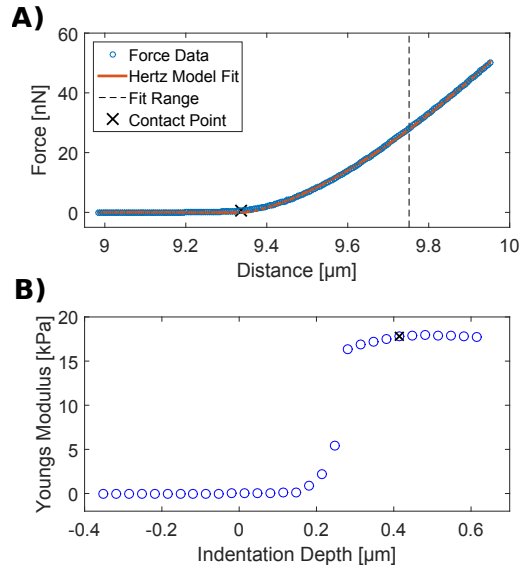 A)
60
40
20
0
Force [nN]
Force Data
Hertz Model Fit
Fit Range
Contact Point
9
9.2
9.4
9.6
9.8
10
Distance [μm]
B)
20
15
10
5
0
Youngs Modulus [kPa]
-0.4
-0.2
0
0.2
0.4
0.6
Indentation Depth [μm]